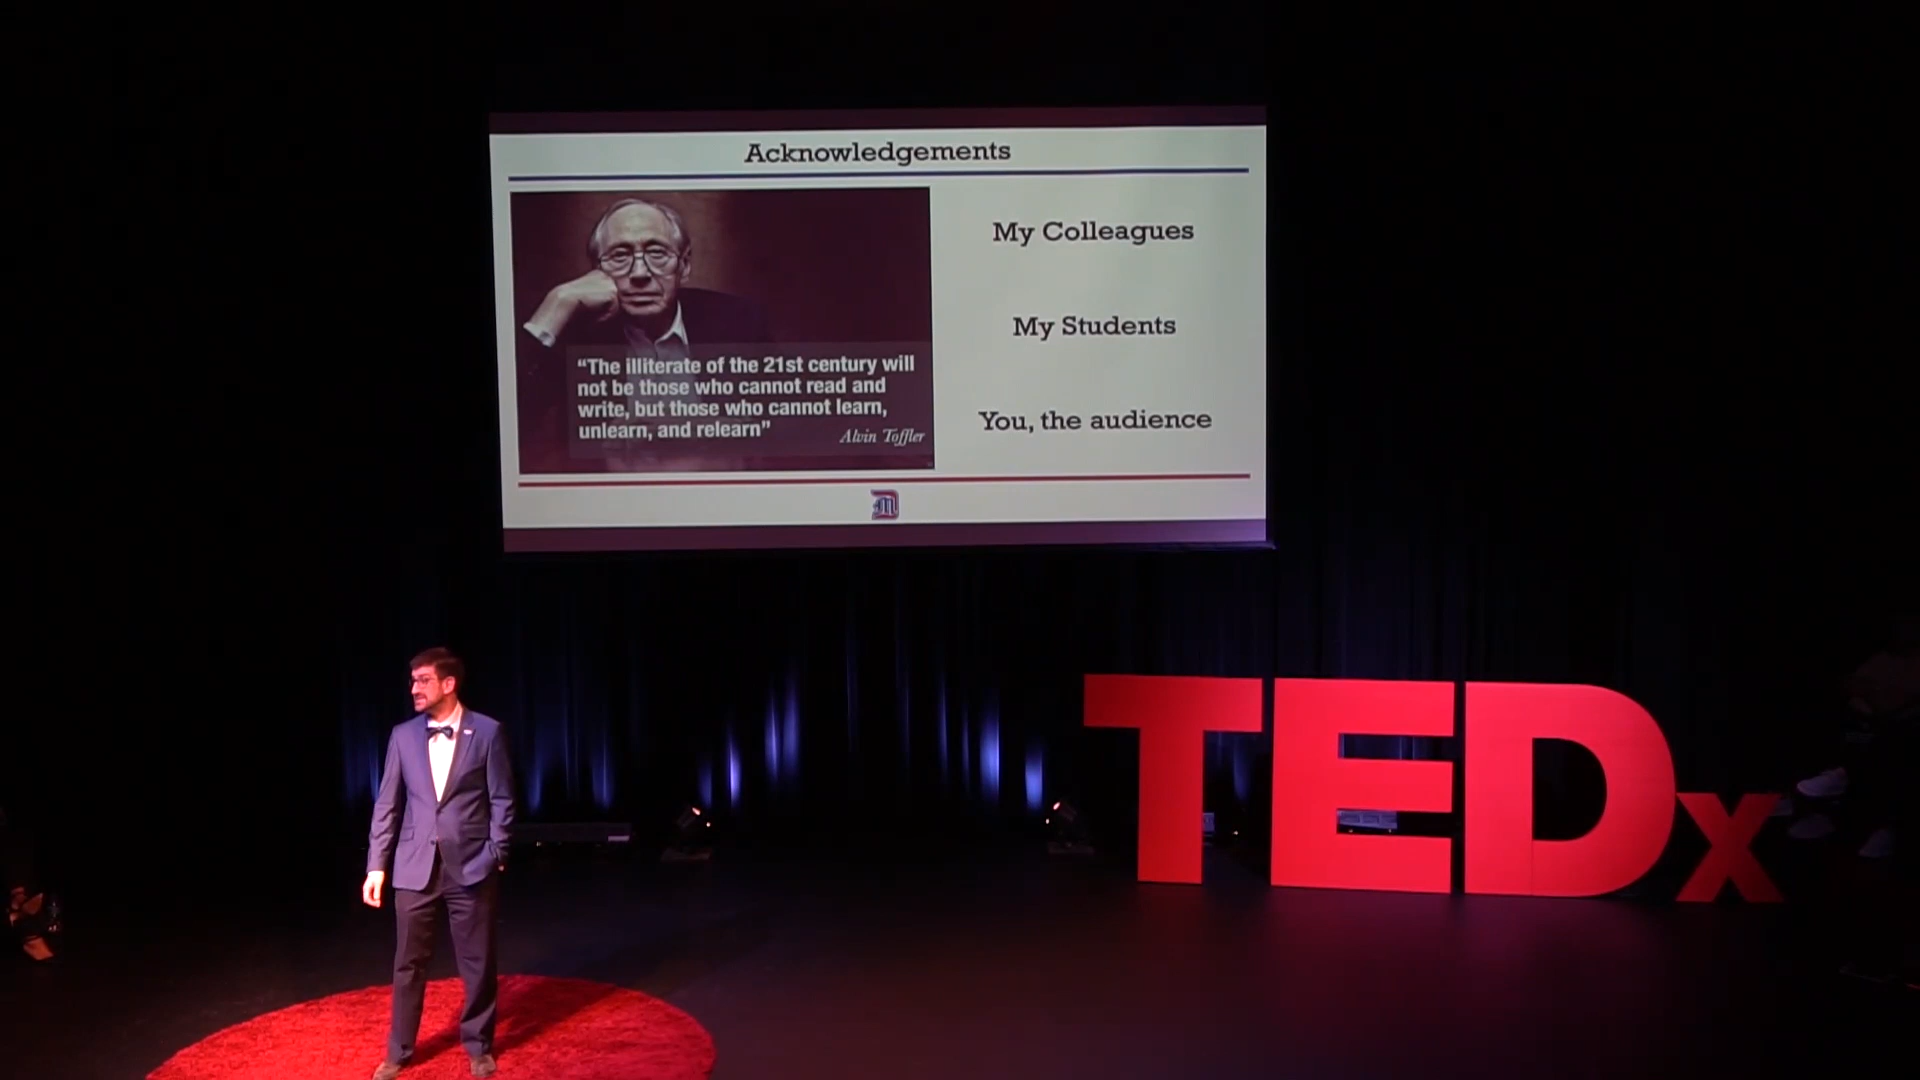 Acknowledgements
"The illiterate of the 21st century will
not be those who cannot read and
write, but those who cannot learn,
unlearn, and relearn"
Alvin Toffler
My Colleagues
My Students
You, the audience
DM
TEDx